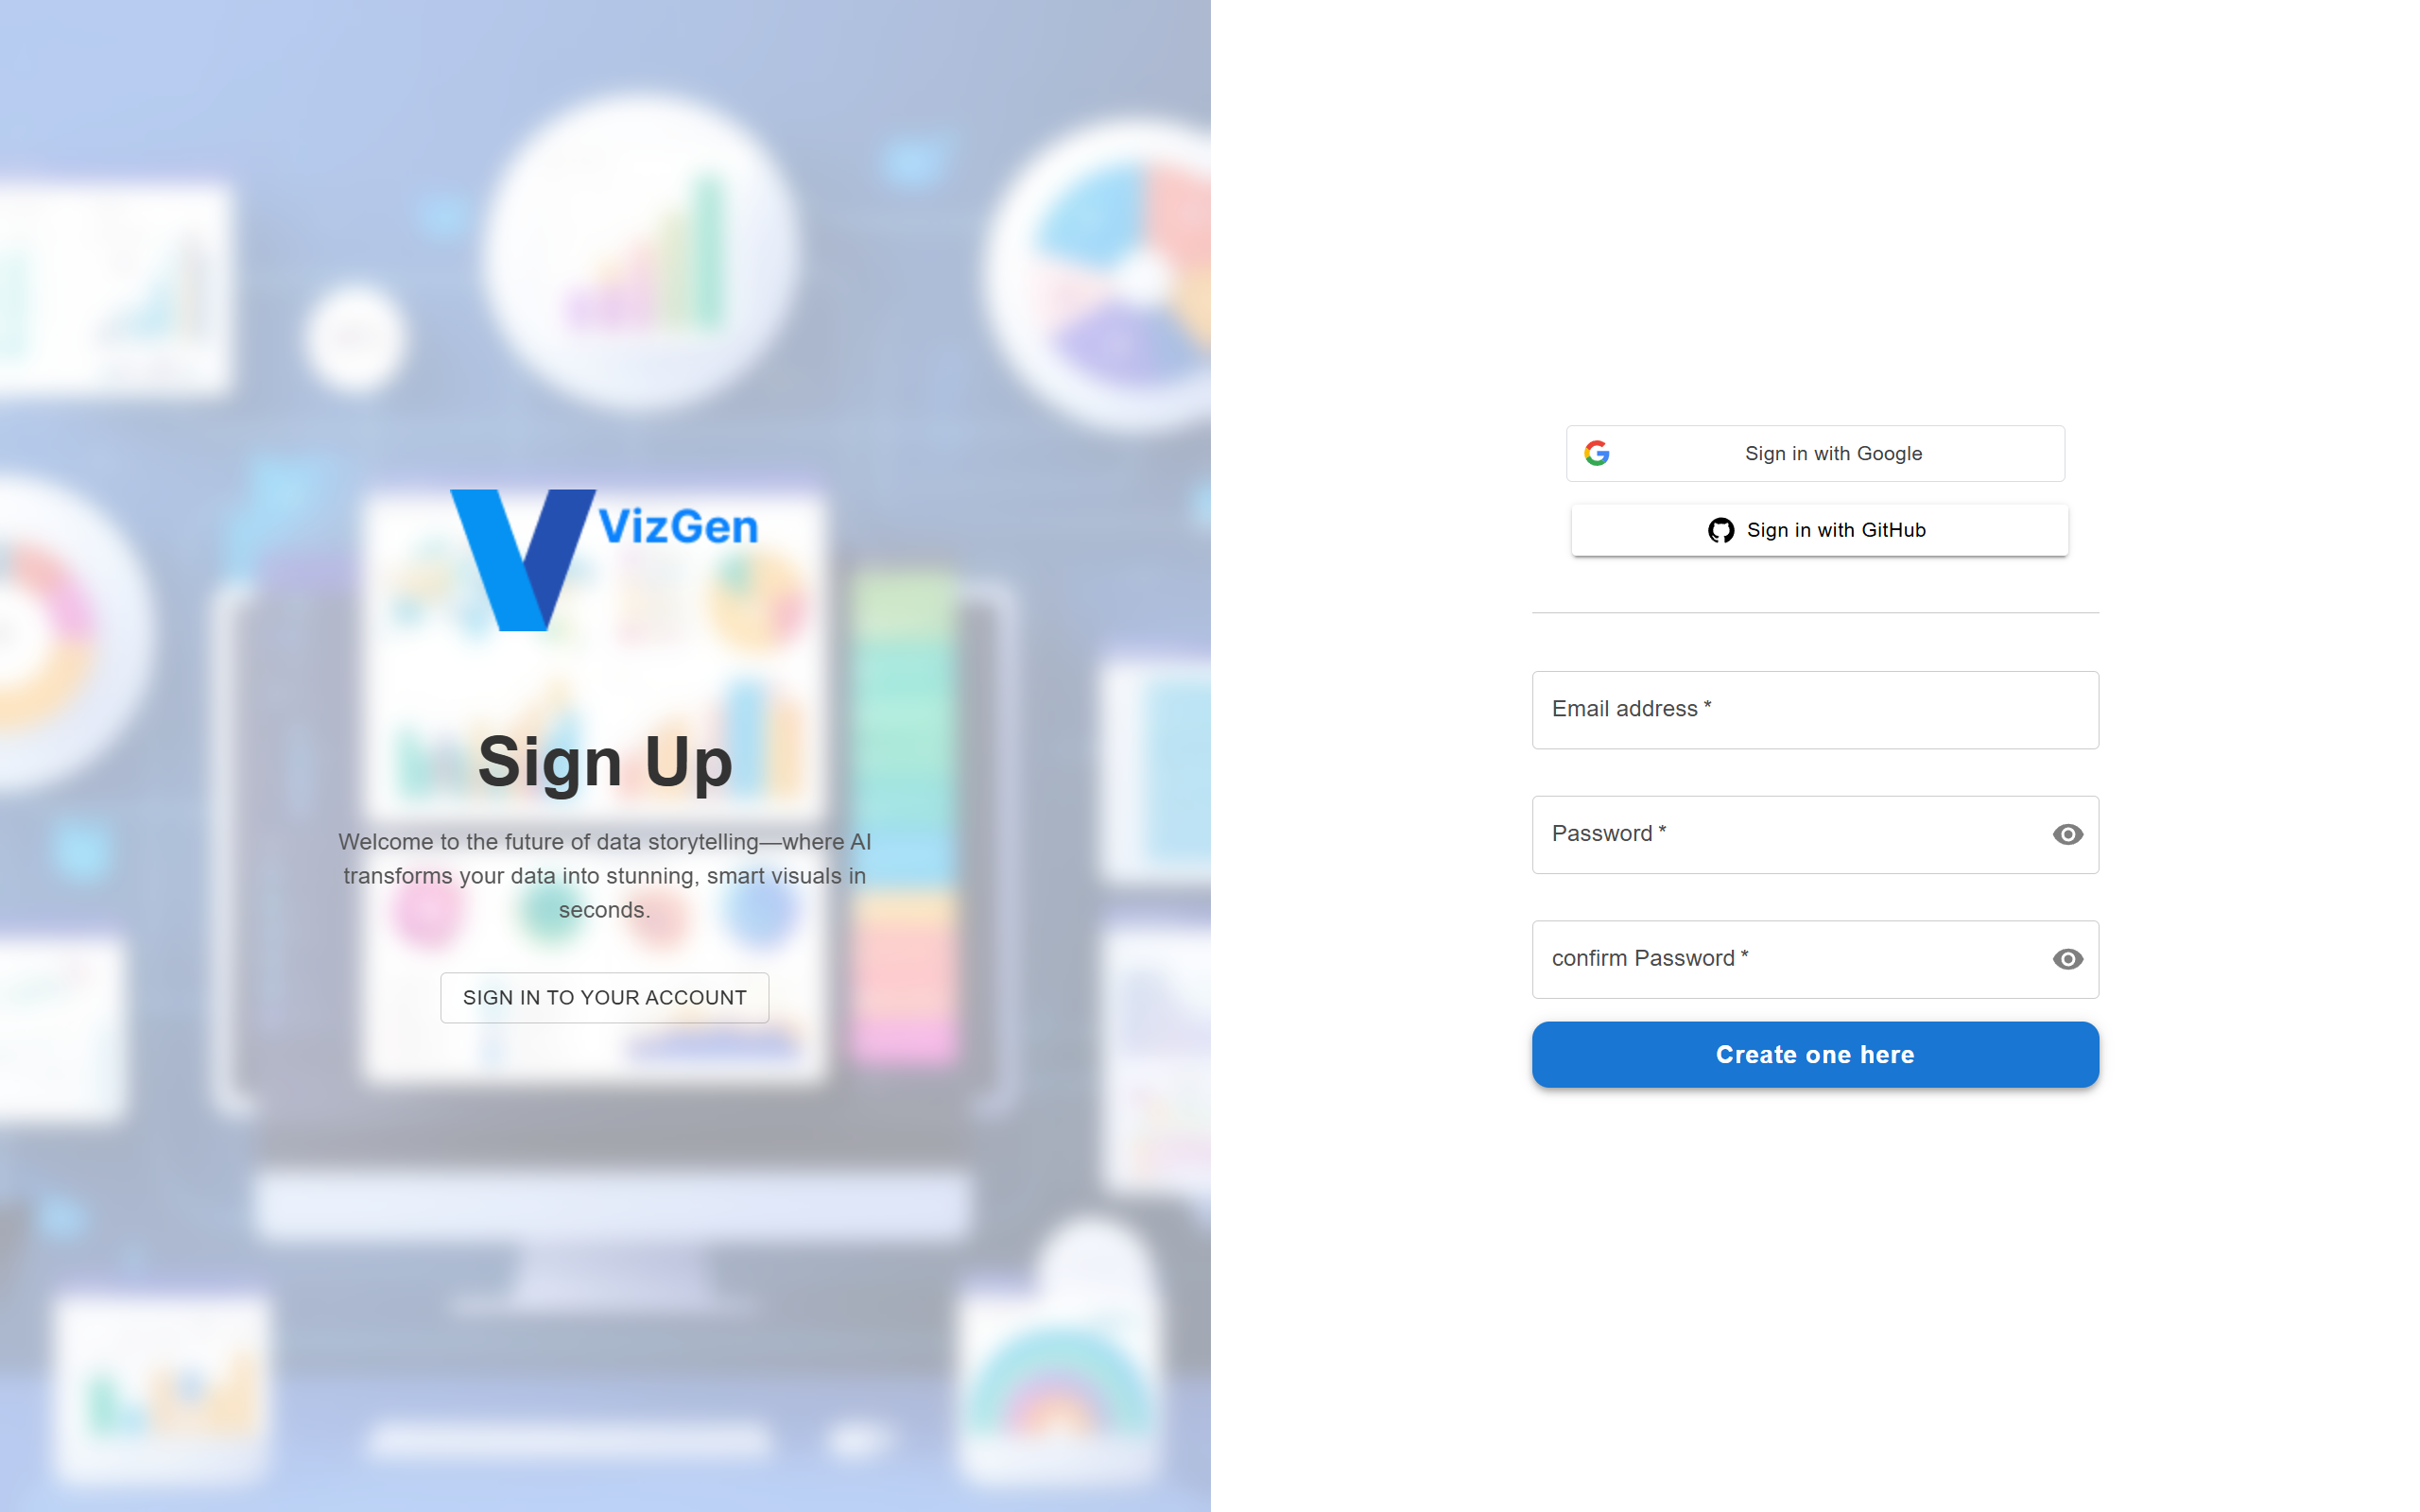 VizGen
Sign Up
Welcome to the future of data storytelling—where AI
transforms your data into stunning, smart visuals in
seconds.
SIGN IN TO YOUR ACCOUNT
Sign in with Google
Sign in with GitHub
Email address *
Password *
confirm Password *
Create one here